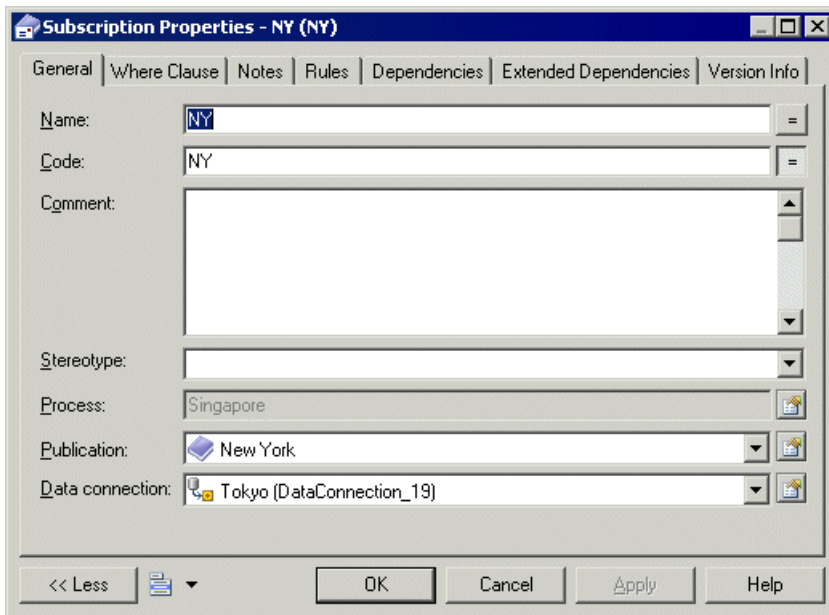 Subscription Properties - NY (NY)
General Where Clause Notes Rules Dependencies Extended Dependencies Version Info
Name: NY =
Code: NY =
Comment:
Stereotype:
Process: Singapore
Publication: New York
Data connection: Tokyo (DataConnection_19)
<< Less OK Cancel Apply Help